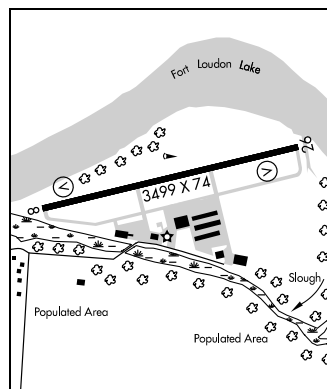 Fort Loudon Lake
26
V
V
3499 X 74
8
Slough
Populated Area
Populated Area